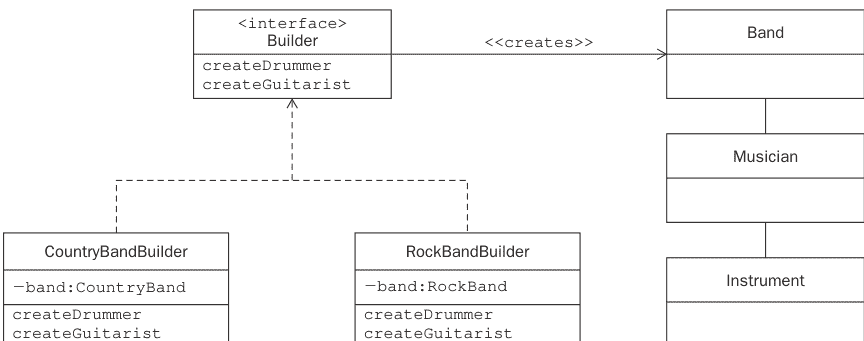 <interface>
Builder
createDrummer
createGuitarist
<<creates>>
Band
Musician
Instrument
CountryBandBuilder
—band:CountryBand
createDrummer
createGuitarist
RockBandBuilder
—band:RockBand
createDrummer
createGuitarist